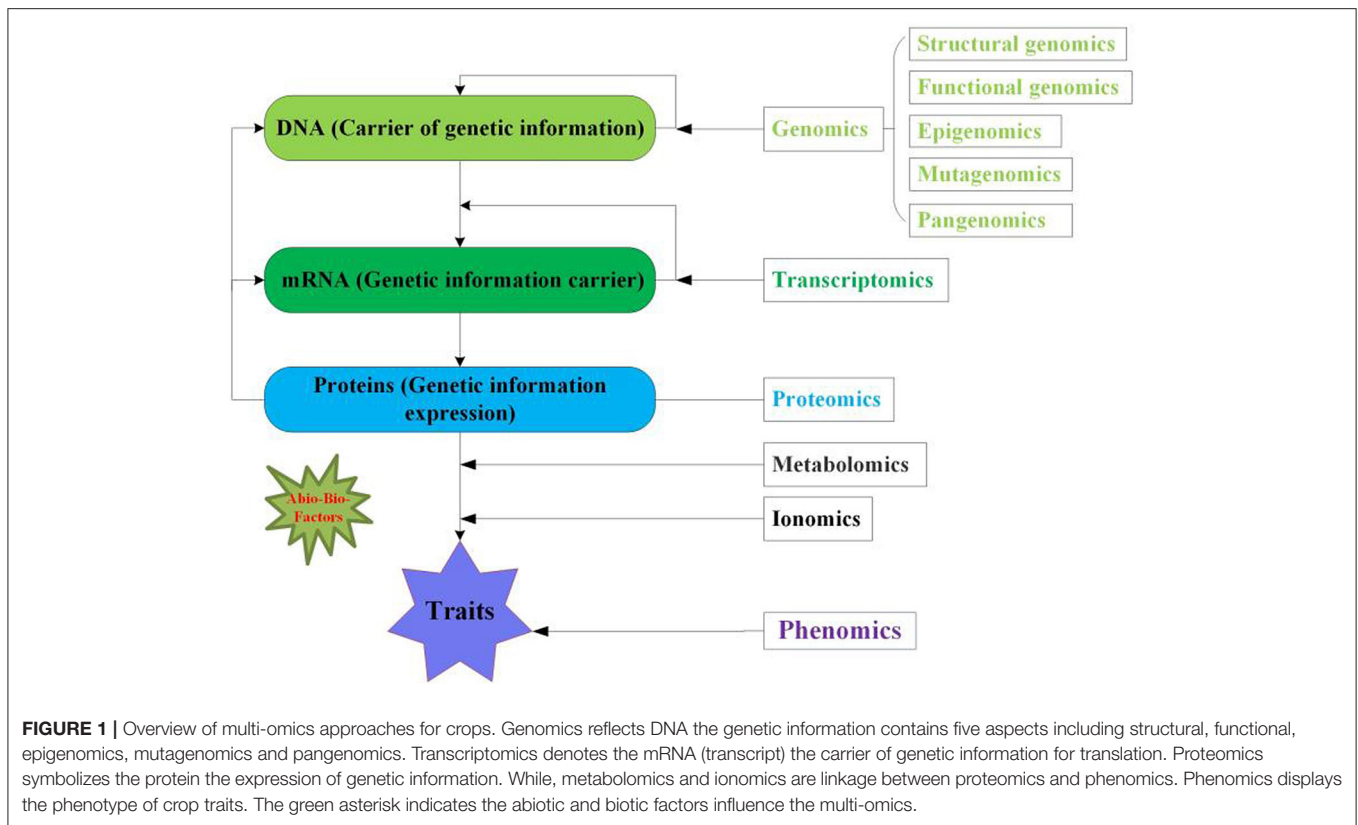 Structural genomics
Functional genomics
DNA (Carrier of genetic information)
Genomics
Epigenomics
Mutagenomics
Pangenomics
mRNA (Genetic information carrier)
Transcriptomics
Proteins (Genetic information
expression)
Proteomics
Metabolomics
Abio-Bio-
Factors
Ionomics
Traits
Phenomics
FIGURE 1 | Overview of multi-omics approaches for crops. Genomics reflects DNA the genetic information contains five aspects including structural, functional,
epigenomics, mutagenomics and pangenomics. Transcriptomics denotes the mRNA (transcript) the carrier of genetic information for translation. Proteomics
symbolizes the protein the expression of genetic information. While, metabolomics and ionomics are linkage between proteomics and phenomics. Phenomics displays
the phenotype of crop traits. The green asterisk indicates the abiotic and biotic factors influence the multi-omics.